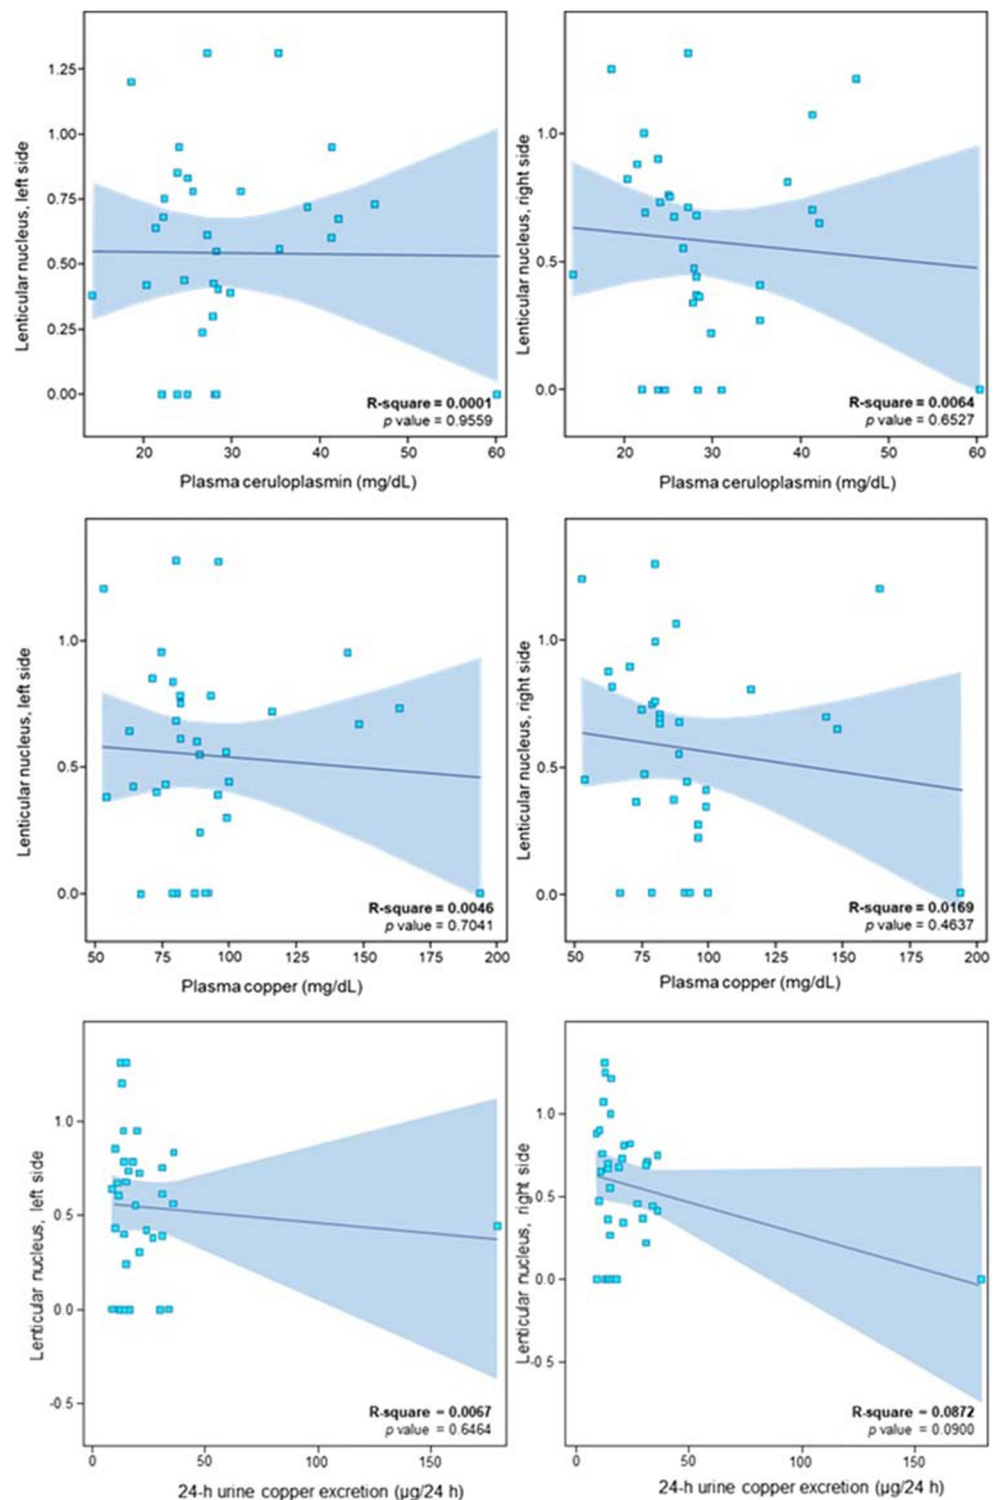 Lenticular nucleus, left side
1.25
1.00
0.75
0.50
0.25
0.00
R-square = 0.0001
p value = 0.9559
20 30 40 50 60
Plasma ceruloplasmin (mg/dL)
Lenticular nucleus, right side
1.0
0.5
0.0
R-square = 0.0064
p value = 0.6527
20 30 40 50 60
Plasma ceruloplasmin (mg/dL)
Lenticular nucleus, left side
1.0
0.5
0.0
R-square = 0.0046
p value = 0.7041
50 75 100 125 150 175 200
Plasma copper (mg/dL)
Lenticular nucleus, right side
1.0
0.5
0.0
R-square = 0.0169
p value = 0.4637
50 75 100 125 150 175 200
Plasma copper (mg/dL)
Lenticular nucleus, left side
1.0
0.5
0.0
-0.5
R-square = 0.0067
p value = 0.6464
0 50 100 150
24-h urine copper excretion (µg/24 h)
Lenticular nucleus, right side
1.0
0.5
0.0
-0.5
R-square = 0.0872
p value = 0.0900
0 50 100 150
24-h urine copper excretion (µg/24 h)